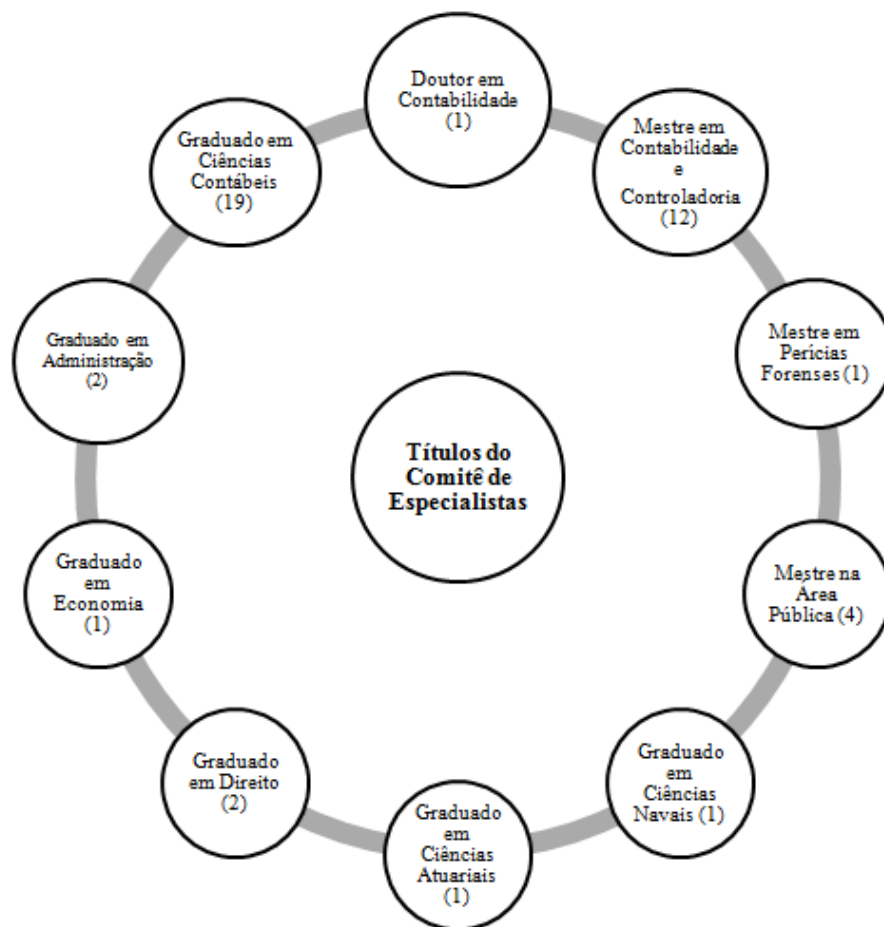 Doutor em
Contabilidade
(1)
Mestre em
Contabilidade
e
Controladoria
(12)
Mestre em
Perícias
Forenses (1)
Mestre na
Área
Pública (4)
Graduado
em
Ciências
Navais (1)
Graduado
em
Ciências
Atuariais
(1)
Graduado
em Direito
(2)
Graduado
em
Economia
(1)
Graduado em
Administração
(2)
Graduado em
Ciências
Contábeis
(19)
Títulos do
Comitê de
Especialistas